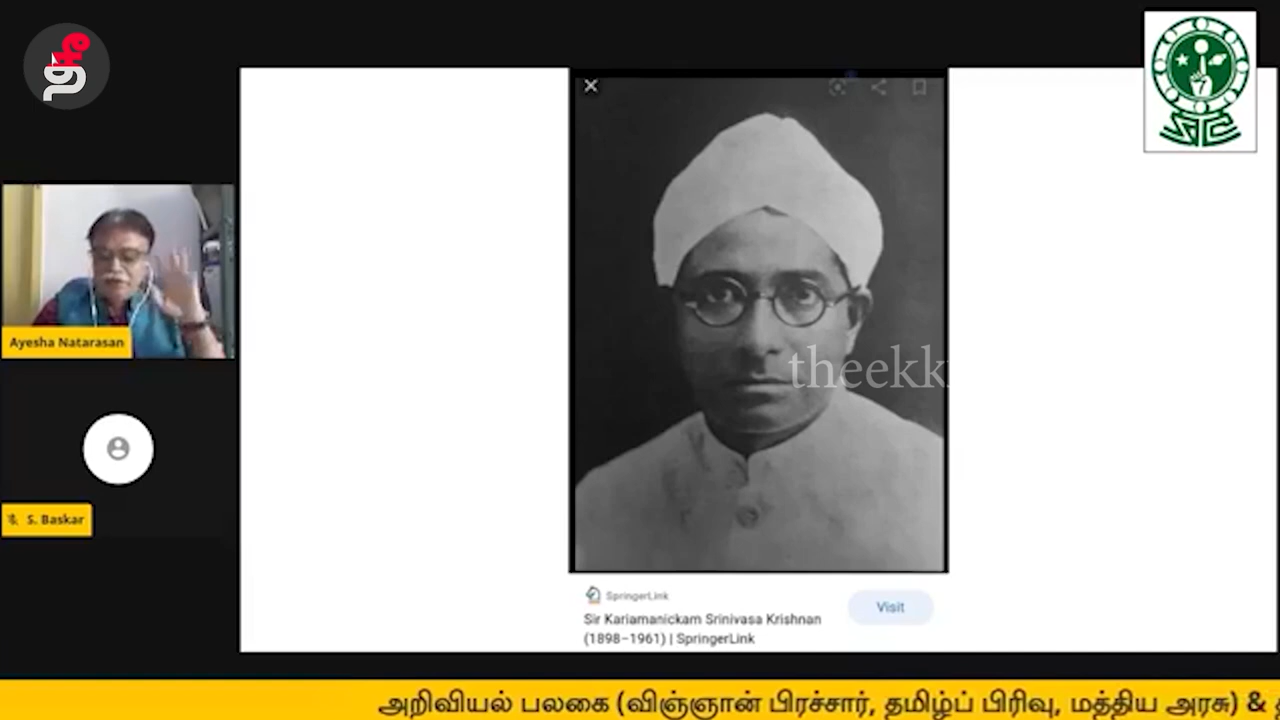 தீ
Ayesha Natarasan
S. Baskar
theekk
STC
SpringerLink
Sir Kariamanickam Srinivasa Krishnan
(1898-1961) | SpringerLink
Visit
அறிவியல் பலகை (விஞ்ஞான் பிரச்சார், தமிழ்ப் பிரிவு, மத்திய அரசு) &